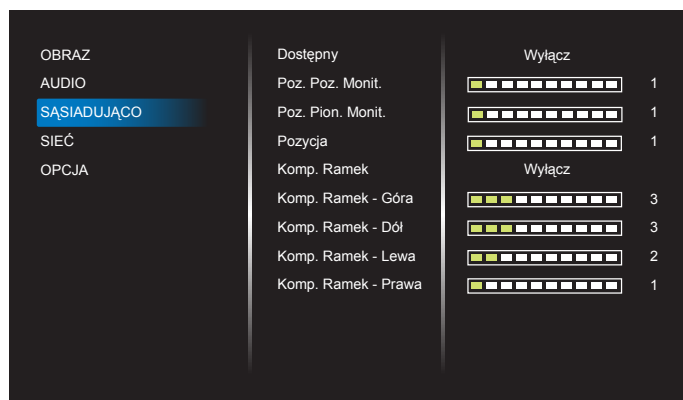 OBRAZ
AUDIO
SĄSIADUJĄCO
SIEĆ
OPCJA
Dostępny Wyłącz
Poz. Poz. Monit. 1
Poz. Pion. Monit. 1
Pozycja 1
Komp. Ramek Wyłącz
Komp. Ramek - Góra 3
Komp. Ramek - Dół 3
Komp. Ramek - Lewa 2
Komp. Ramek - Prawa 1